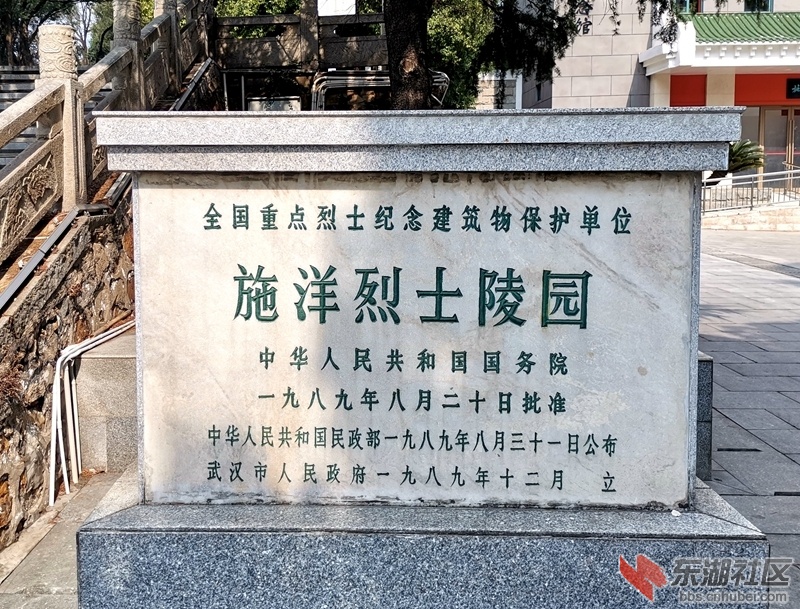 全国重点烈士纪念建筑物保护单位
施洋烈士陵园
中华人民共和国国务院
一九八九年八月二十日批准
中华人民共和国民政部一九八九年八月三十一日公布
武汉市人民政府一九八九年十二月 立
东湖社区
bbs.cnhubei.com